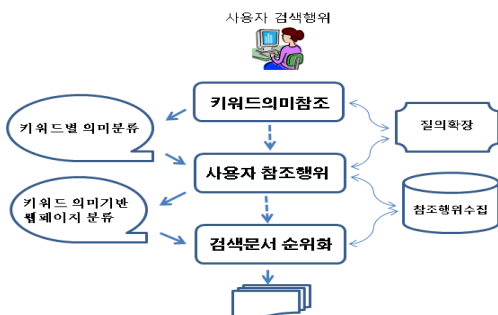 사용자 검색행위
키워드의미참조
키워드별 의미분류
질의확장
사용자 참조행위
키워드 의미기반
웹페이지 분류
참조행위수집
검색문서 순위화